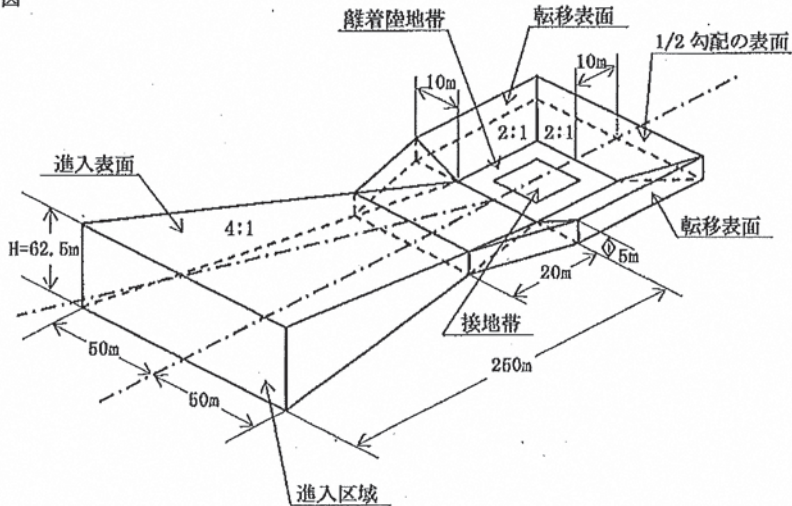 図
離着陸地帯
転移表面
1/2 勾配の表面
10m
10m
2:1
2:1
進入表面
4:1
H=62.5m
転移表面
5m
20m
接地帯
250m
50m
50m
進入区域